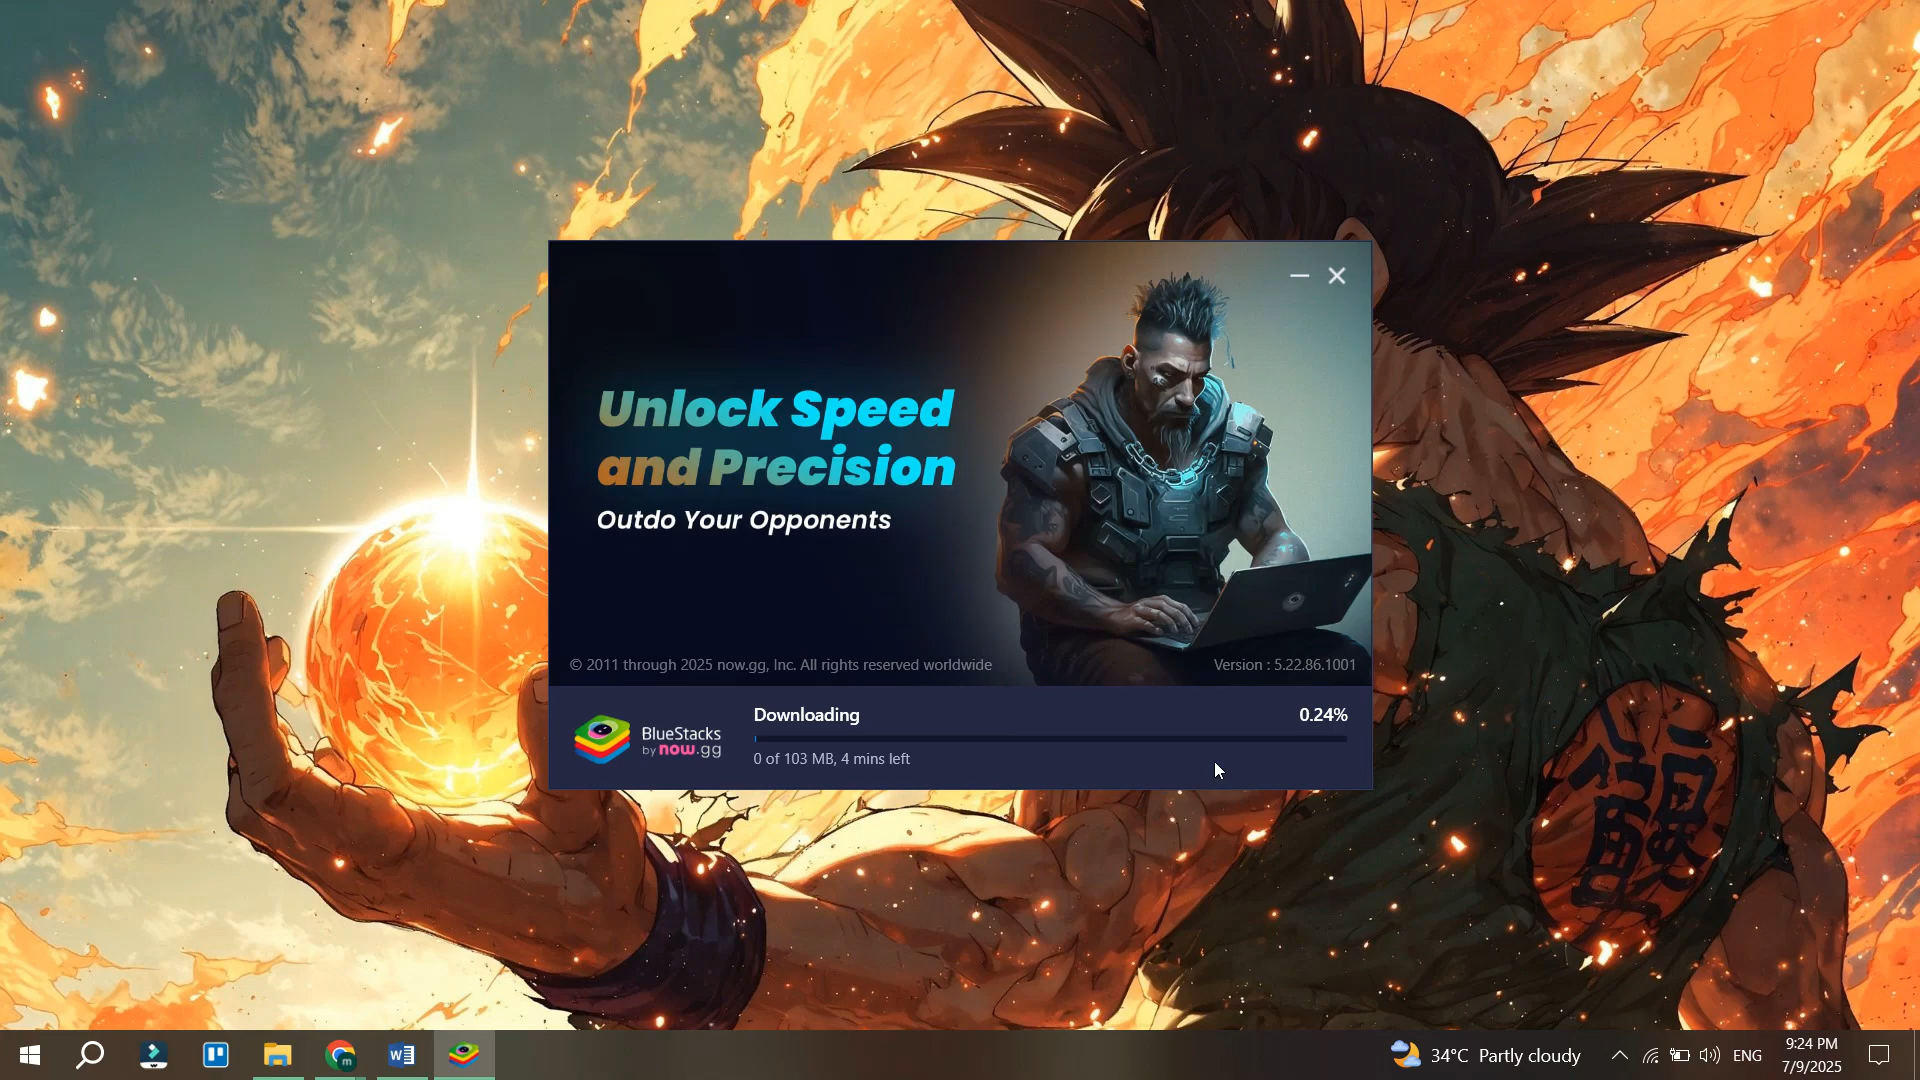 Unlock Speed
and Precision
Outdo Your Opponents
© 2011 through 2025 now.gg, Inc. All rights reserved worldwide
Version : 5.22.86.1001
BlueStacks
by now.gg
Downloading
0.24%
0 of 103 MB, 4 mins left
34°C Partly cloudy
ENG
9:24 PM
7/9/2025